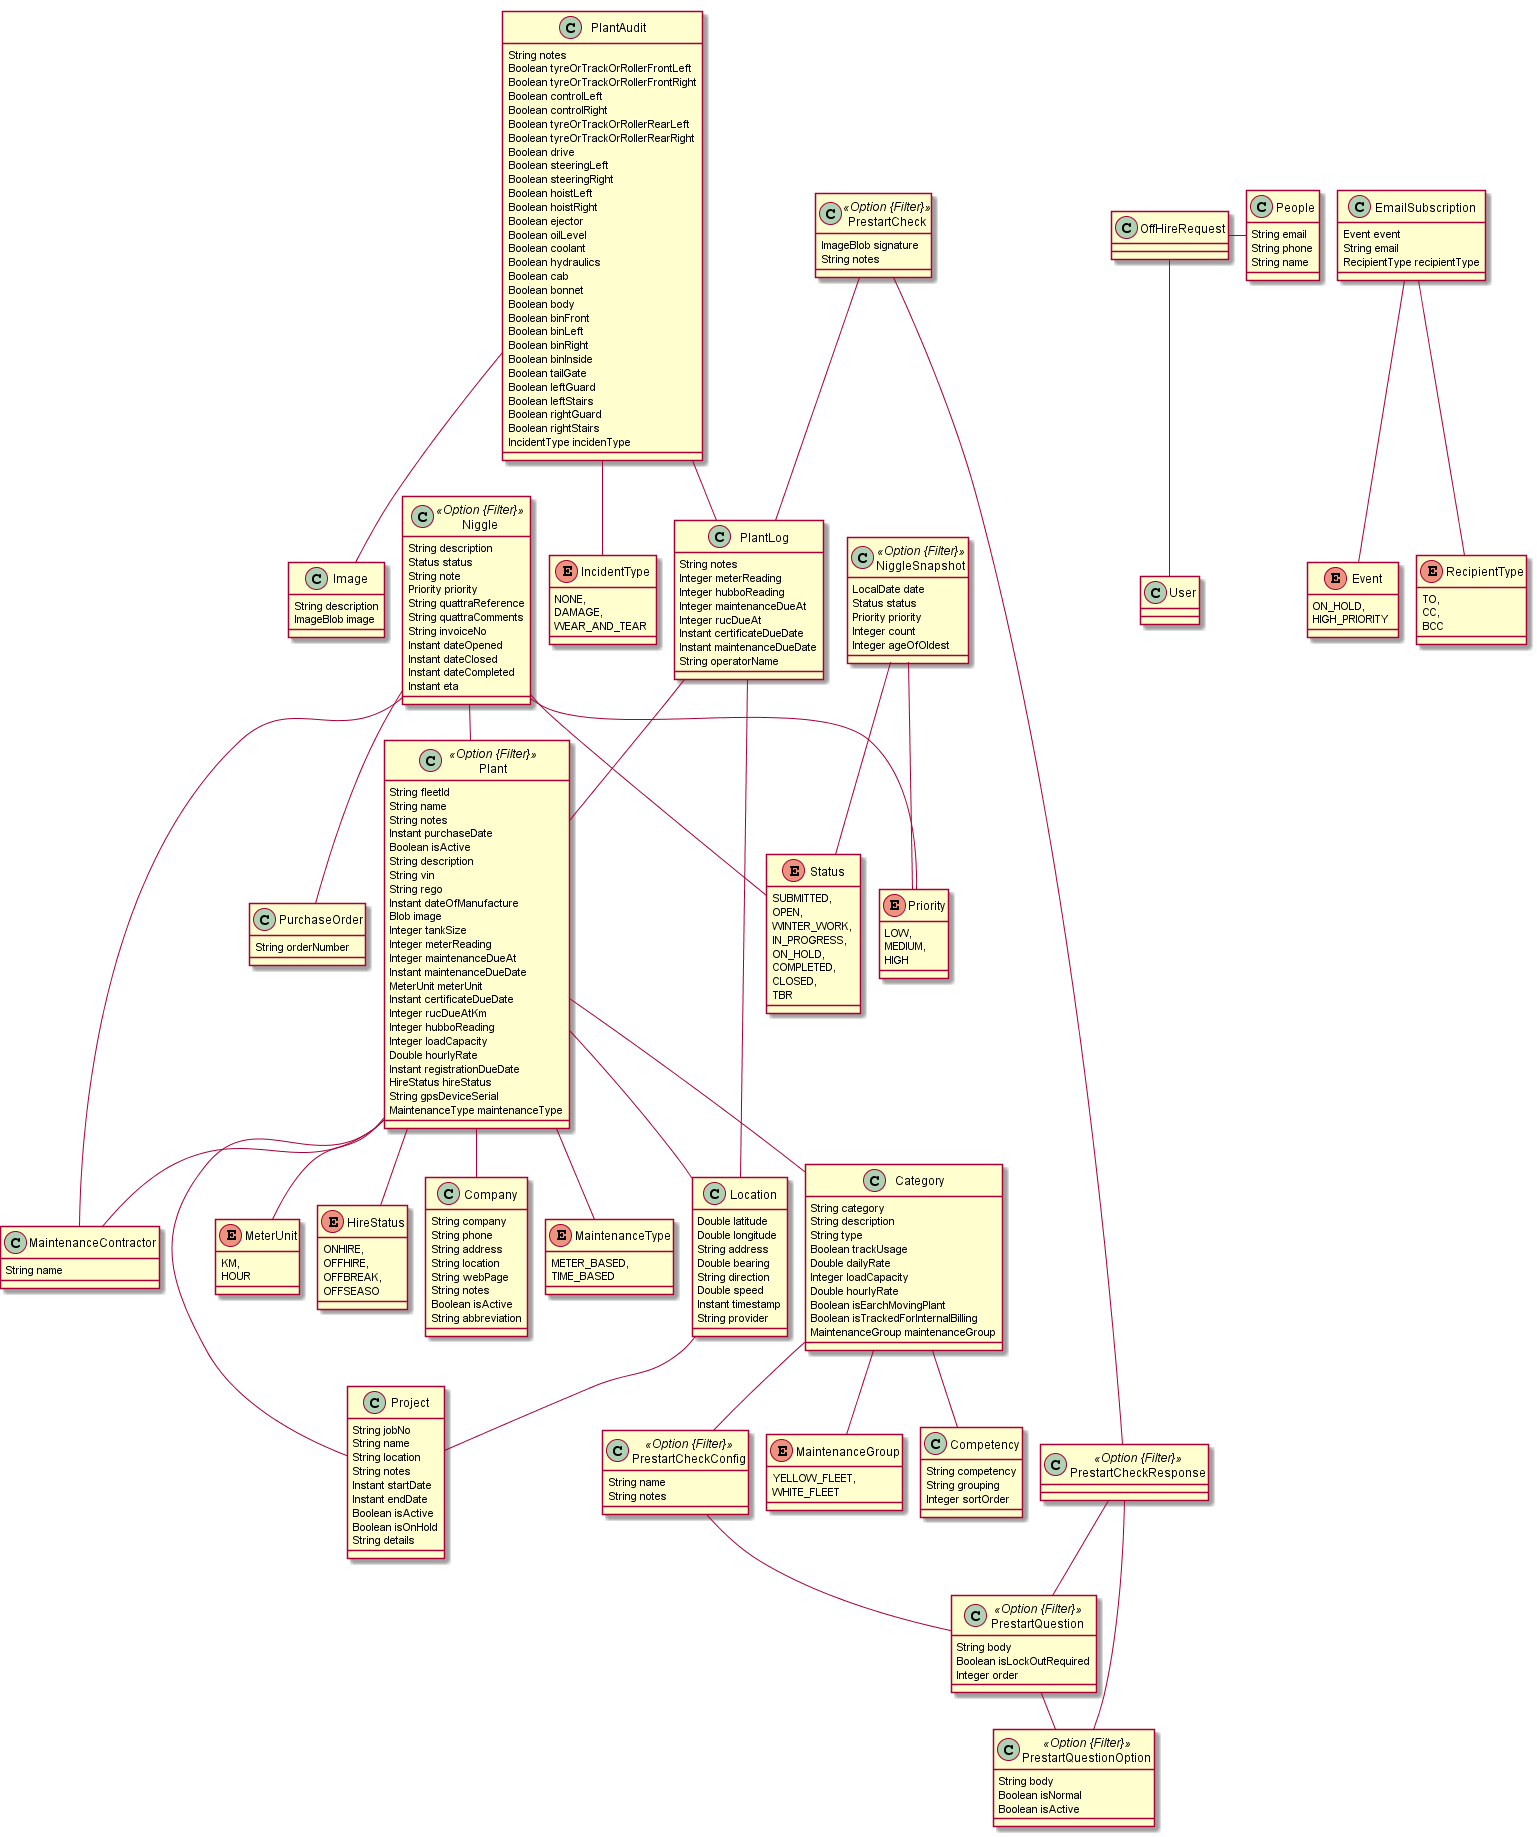 C PlantAudit
String notes
Boolean tyreOrTrackOrRollerFrontLeft
Boolean tyreOrTrackOrRollerFrontRight
Boolean controlLeft
Boolean controlRight
Boolean tyreOrTrackOrRollerRearLeft
Boolean tyreOrTrackOrRollerRearRight
Boolean drive
Boolean steeringLeft
Boolean steeringRight
Boolean hoistLeft
Boolean hoistRight
Boolean ejector
Boolean oilLevel
Boolean coolant
Boolean hydraulics
Boolean cab
Boolean bonnet
Boolean body
Boolean binFront
Boolean binLeft
Boolean binRight
Boolean binInside
Boolean tailGate
Boolean leftGuard
Boolean leftStairs
Boolean rightGuard
Boolean rightStairs
IncidentType incidenType
C «Option {Filter}»
PrestartCheck
ImageBlob signature
String notes
C OffHireRequest
C People
String email
String phone
String name
C EmailSubscription
Event event
String email
RecipientType recipientType
C Image
String description
ImageBlob image
C «Option {Filter}»
Niggle
String description
Status status
String note
Priority priority
String quattraReference
String quattraComments
String invoiceNo
Instant dateOpened
Instant dateClosed
Instant dateCompleted
Instant eta
E IncidentType
NONE,
DAMAGE,
WEAR_AND_TEAR
C PlantLog
String notes
Integer meterReading
Integer hubboReading
Integer maintenanceDueAt
Integer rucDueAt
Instant certificateDueDate
Instant maintenanceDueDate
String operatorName
C «Option {Filter}»
NiggleSnapshot
LocalDate date
Status status
Priority priority
Integer count
Integer ageOfOldest
C User
E Event
ON_HOLD,
HIGH_PRIORITY
E RecipientType
TO,
CC,
BCC
C PurchaseOrder
String orderNumber
C «Option {Filter}»
Plant
String fleetId
String name
String notes
Instant purchaseDate
Boolean isActive
String description
String vin
String rego
Instant dateOfManufacture
Blob image
Integer tankSize
Integer meterReading
Integer maintenanceDueAt
Instant maintenanceDueDate
MeterUnit meterUnit
Instant certificateDueDate
Integer rucDueAtKm
Integer hubboReading
Integer loadCapacity
Double hourlyRate
Instant registrationDueDate
HireStatus hireStatus
String gpsDeviceSerial
MaintenanceType maintenanceType
E Status
SUBMITTED,
OPEN,
WINTER_WORK,
IN_PROGRESS,
ON_HOLD,
COMPLETED,
CLOSED,
TBR
E Priority
LOW,
MEDIUM,
HIGH
C MaintenanceContractor
String name
E MeterUnit
KM,
HOUR
E HireStatus
ONHIRE,
OFFHIRE,
OFFBREAK,
OFFSEASO
C Company
String company
String phone
String address
String location
String webPage
String notes
Boolean isActive
String abbreviation
E MaintenanceType
METER_BASED,
TIME_BASED
C Location
Double latitude
Double longitude
String address
Double bearing
String direction
Double speed
Instant timestamp
String provider
C Category
String category
String description
String type
Boolean trackUsage
Double dailyRate
Integer loadCapacity
Double hourlyRate
Boolean isEarchMovingPlant
Boolean isTrackedForInternalBilling
MaintenanceGroup maintenanceGroup
C Project
String jobNo
String name
String location
String notes
Instant startDate
Instant endDate
Boolean isActive
Boolean isOnHold
String details
C «Option {Filter}»
PrestartCheckConfig
String name
String notes
E MaintenanceGroup
YELLOW_FLEET,
WHITE_FLEET
C Competency
String competency
String grouping
Integer sortOrder
C «Option {Filter}»
PrestartCheckResponse
C «Option {Filter}»
PrestartQuestion
String body
Boolean isLockOutRequired
Integer order
C «Option {Filter}»
PrestartQuestionOption
String body
Boolean isNormal
Boolean isActive